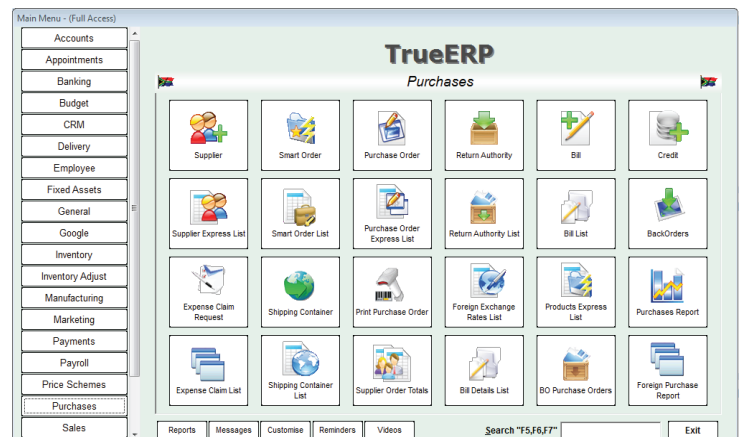 Main Menu - (Full Access)
Accounts
Appointments
Banking
Budget
CRM
Delivery
Employee
Fixed Assets
General
Google
Inventory
Inventory Adjust
Manufacturing
Marketing
Payments
Payroll
Price Schemes
Purchases
Sales
TrueERP
Purchases
Supplier
Smart Order
Purchase Order
Return Authority
Bill
Credit
Supplier Express List
Smart Order List
Purchase Order
Express List
Return Authority List
Bill List
BackOrders
Expense Claim
Request
Shipping Container
Print Purchase Order
Foreign Exchange
Rates List
Products Express
List
Purchases Report
Expense Claim List
Shipping Container
List
Supplier Order Totals
Bill Details List
BO Purchase Orders
Foreign Purchase
Report
Reports
Messages
Customise
Reminders
Videos
Search "F5,F6,F7"
Exit